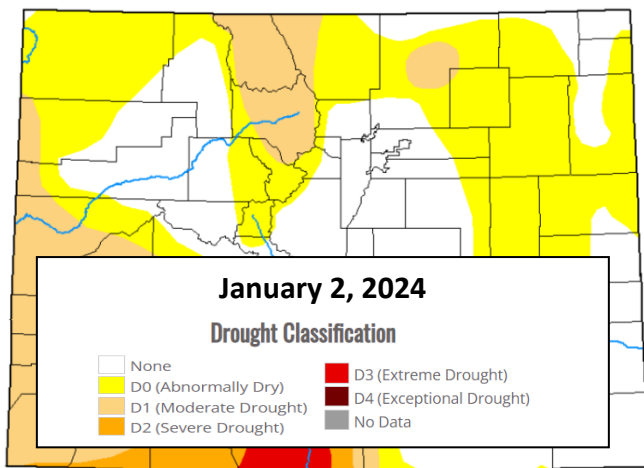 January 2, 2024
Drought Classification
None
D0 (Abnormally Dry)
D1 (Moderate Drought)
D2 (Severe Drought)
D3 (Extreme Drought)
D4 (Exceptional Drought)
No Data